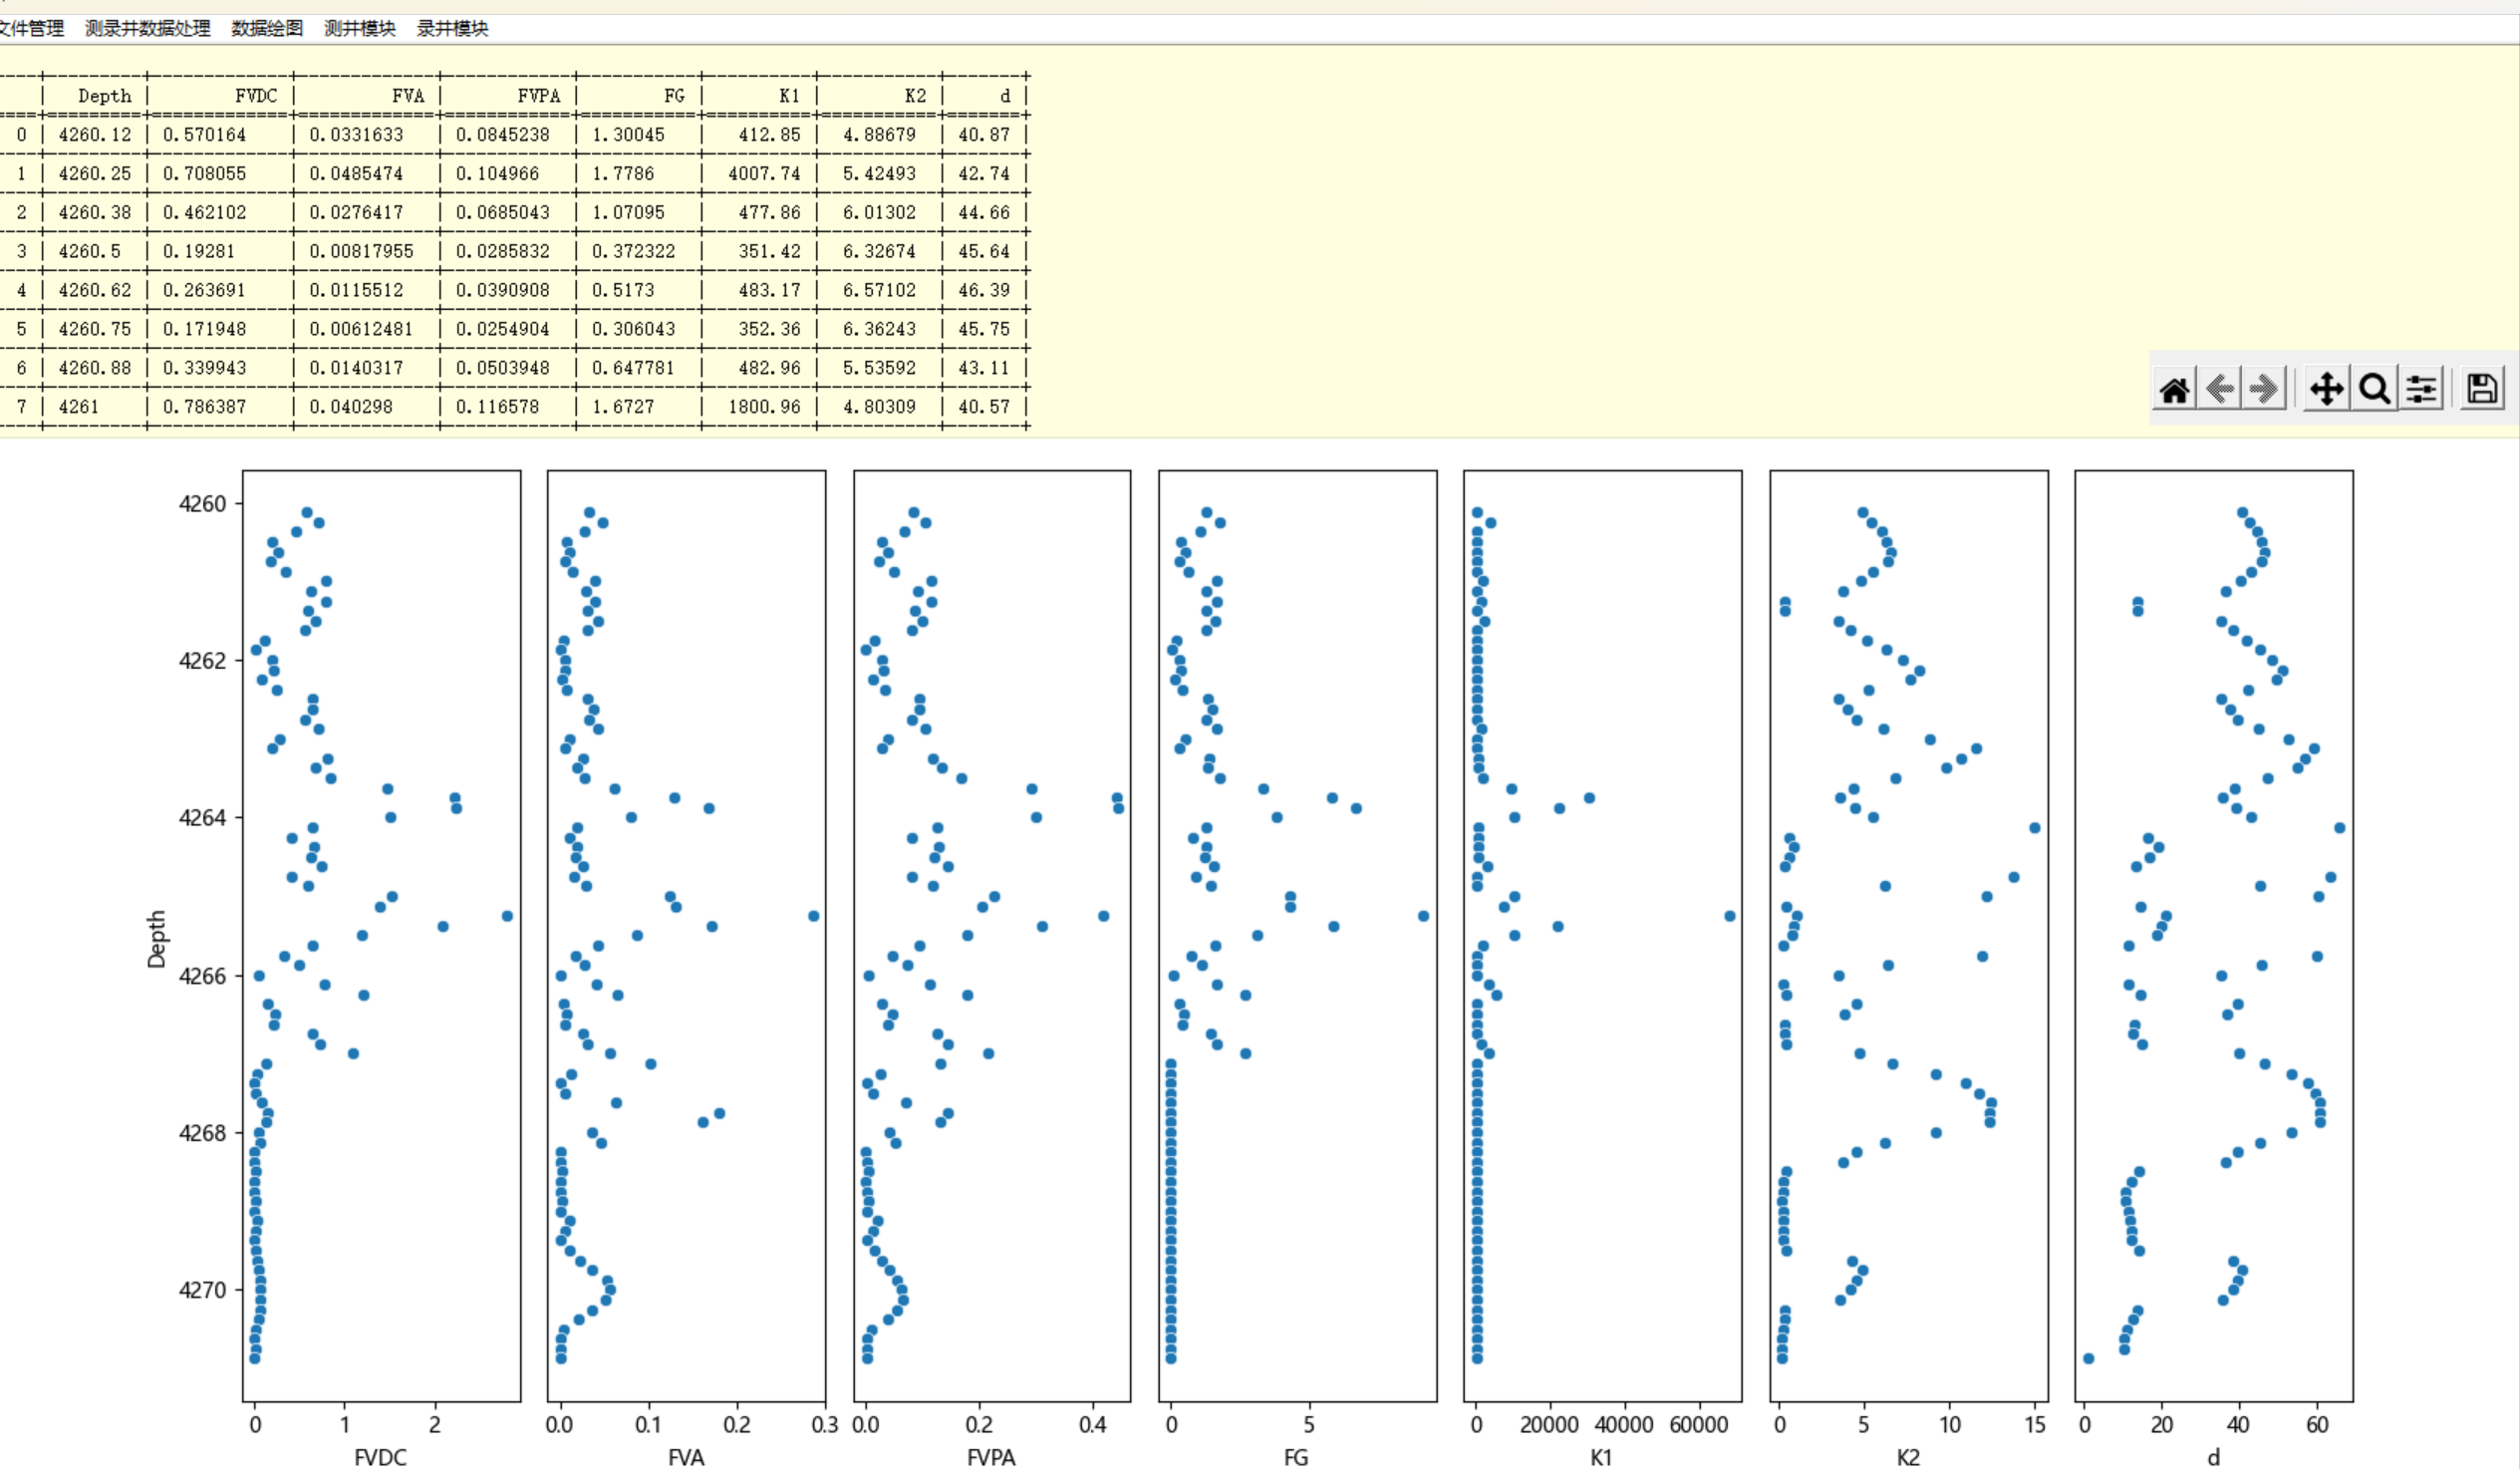 文件管理 测录井数据处理 数据绘图 测井模块 录井模块
Depth FVDC FVA FVPA FG K1 K2 d
0 4260.12 0.570164 0.0331633 0.0845238 1.30045 412.85 4.88679 40.87
1 4260.25 0.708055 0.0485474 0.104966 1.7786 4007.74 5.42493 42.74
2 4260.38 0.462102 0.0276417 0.0685043 1.07095 477.86 6.01302 44.66
3 4260.5 0.19281 0.00817955 0.0285832 0.372322 351.42 6.32674 45.64
4 4260.62 0.263691 0.0115512 0.0390908 0.5173 483.17 6.57102 46.39
5 4260.75 0.171948 0.00612481 0.0254904 0.306043 352.36 6.36243 45.75
6 4260.88 0.339943 0.0140317 0.0503948 0.647781 482.96 5.53592 43.11
7 4261 0.786387 0.040298 0.116578 1.6727 1800.96 4.80309 40.57
4260
4262
4264
Depth
4266
4268
4270
0 1 2 0.0 0.1 0.2 0.3 0.0 0.2 0.4 0 5 0 20000 40000 60000 0 5 10 15 0 20 40 60
FVDC FVA FVPA FG K1 K2 d